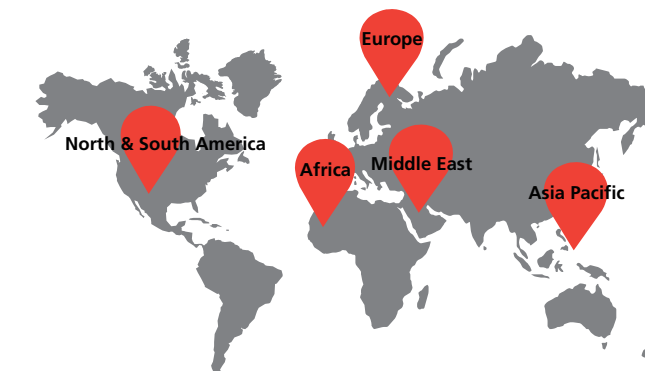 Europe
North & South America
Africa
Middle East
Asia Pacific